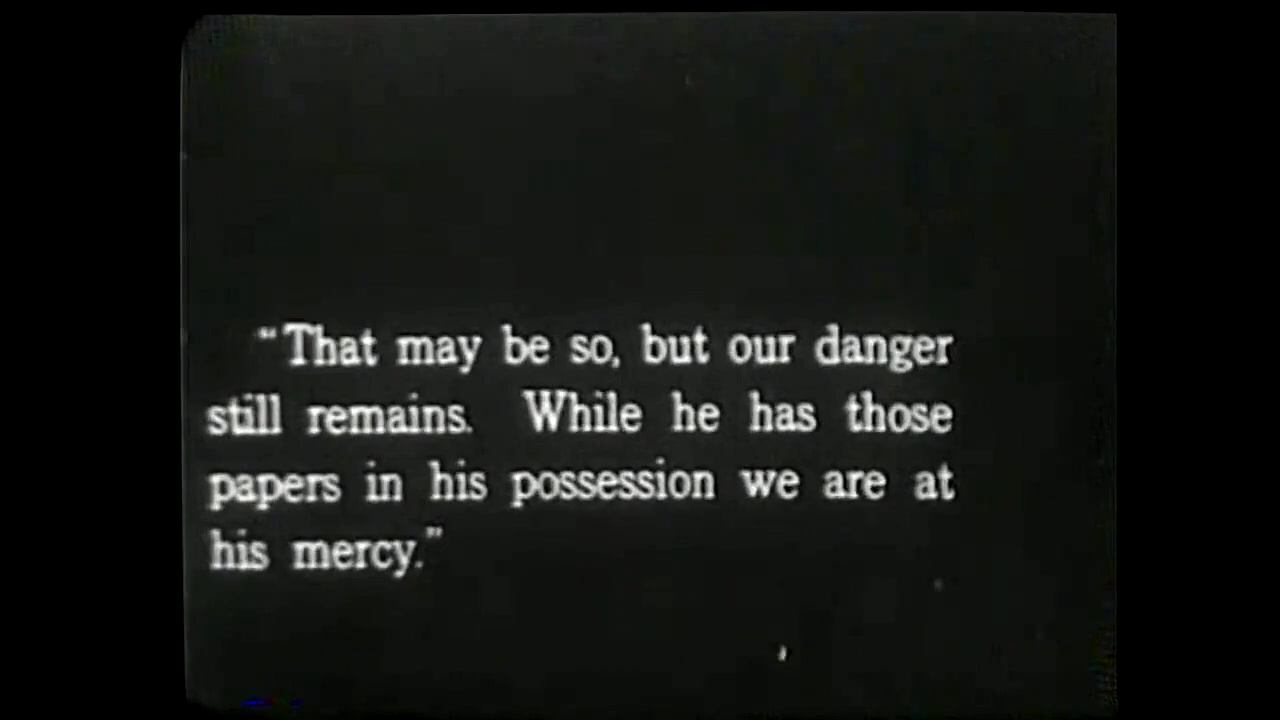 “That may be so, but our danger
still remains. While he has those
papers in his possession we are at
his mercy.”